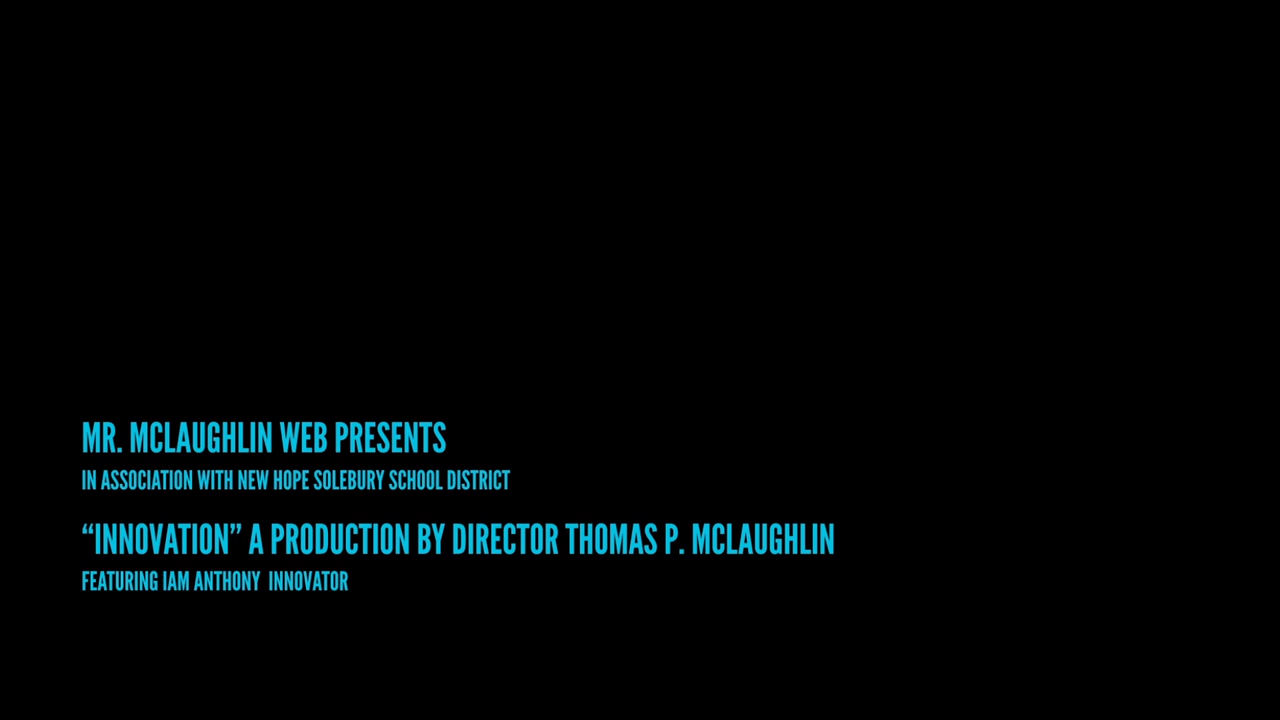 MR. MCLAUGHLIN WEB PRESENTS
IN ASSOCIATION WITH NEW HOPE SOLEBURY SCHOOL DISTRICT
“INNOVATION” A PRODUCTION BY DIRECTOR THOMAS P. MCLAUGHLIN
FEATURING IAM ANTHONY  INNOVATOR